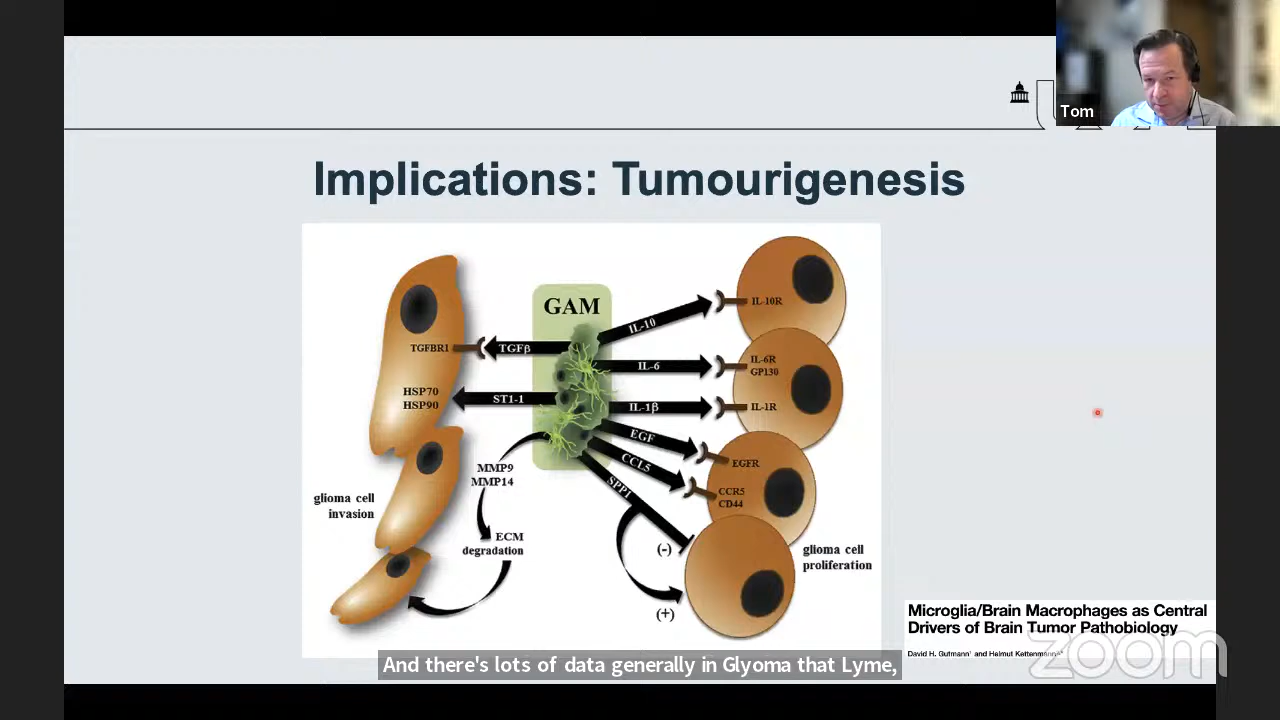 Tom
Implications: Tumourigenesis
GAM
IL-10
IL-10R
TGFBR1
TGFβ
IL-6
IL-6R
GP130
HSP70
HSP90
ST1-1
IL-1β
IL-1R
EGF
EGFR
CCL5
CCR5
CD44
SPP1
MMP9
MMP14
glioma cell
invasion
ECM
degradation
(-)
(+)
glioma cell
proliferation
Microglia/Brain Macrophages as Central
Drivers of Brain Tumor Pathobiology
David H. Gutmann¹ and Helmut Kettenmann
zoom
And there's lots of data generally in Glyoma that Lyme,